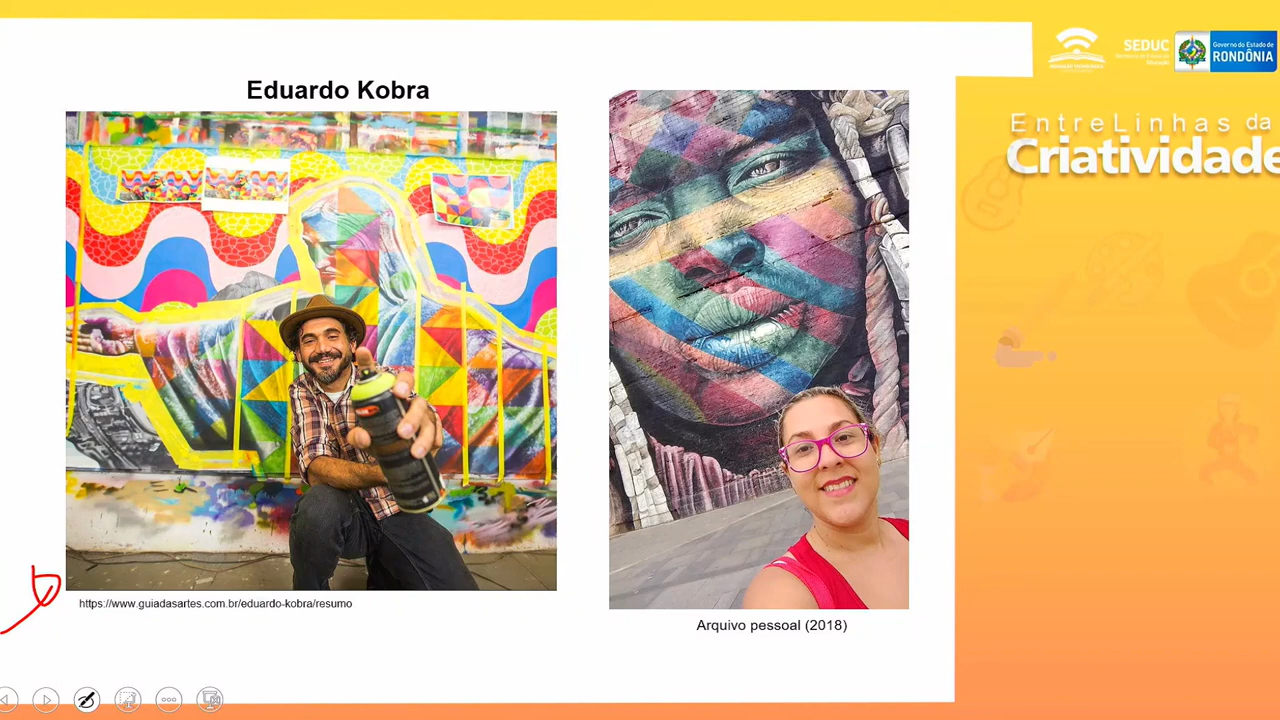 Eduardo Kobra
https://www.guiadasartes.com.br/eduardo-kobra/resumo
Arquivo pessoal (2018)
SEDUC
Governo do Estado de
RONDÔNIA
EntreLinhas da
Criatividade